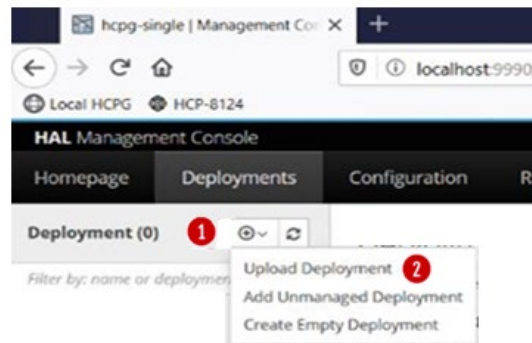 hcpg-single | Management Con
localhost:9990
Local HCPG HCP-8124
HAL Management Console
Homepage Deployments Configuration R
Deployment (0) 1
Filter by: name or deploymen
Upload Deployment 2
Add Unmanaged Deployment
Create Empty Deployment